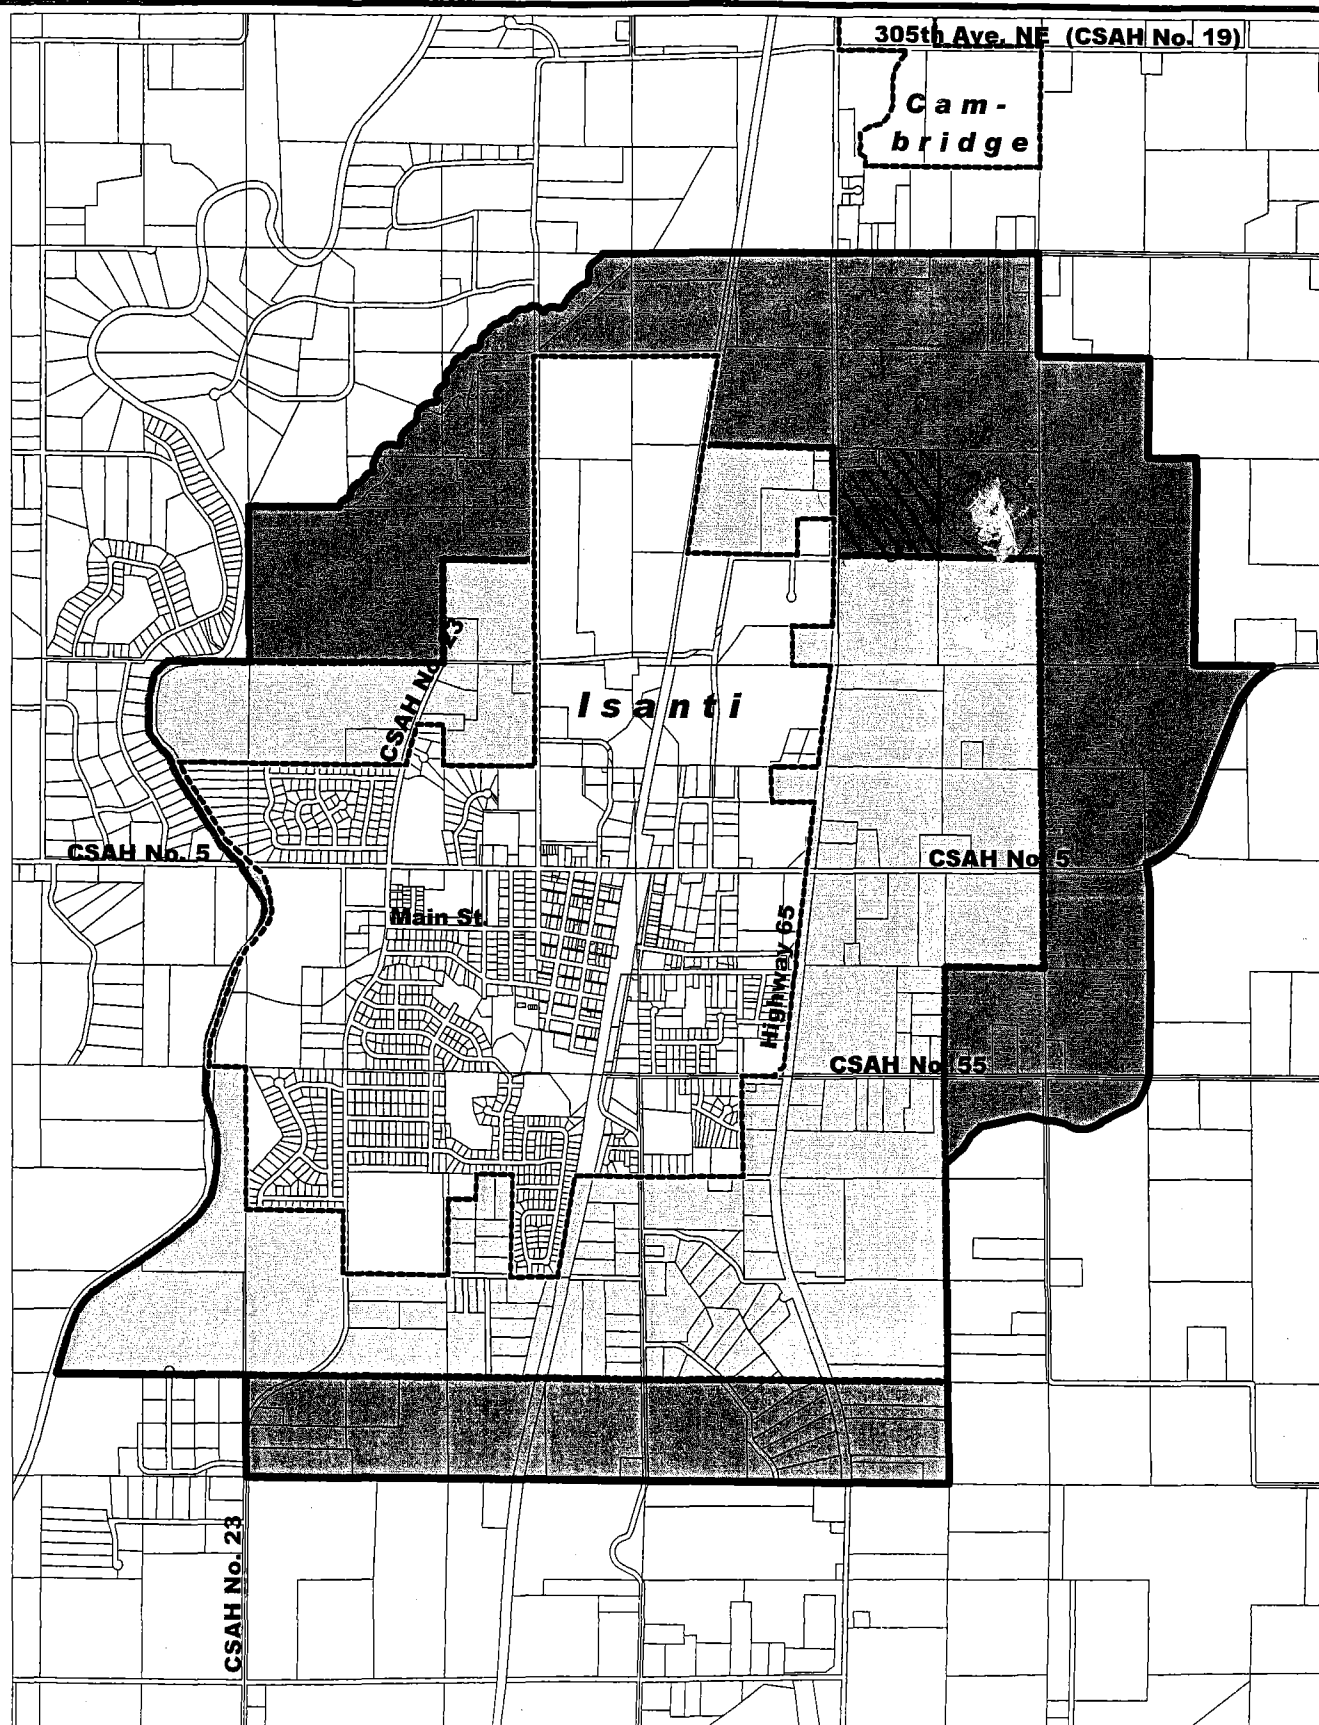 305th Ave. NE (CSAH No. 19)
Cam-
bridge
CSAH No. 23
Isanti
CSAH No. 5
CSAH No. 5
Main St.
Highway 65
CSAH No. 55
CSAH No. 23